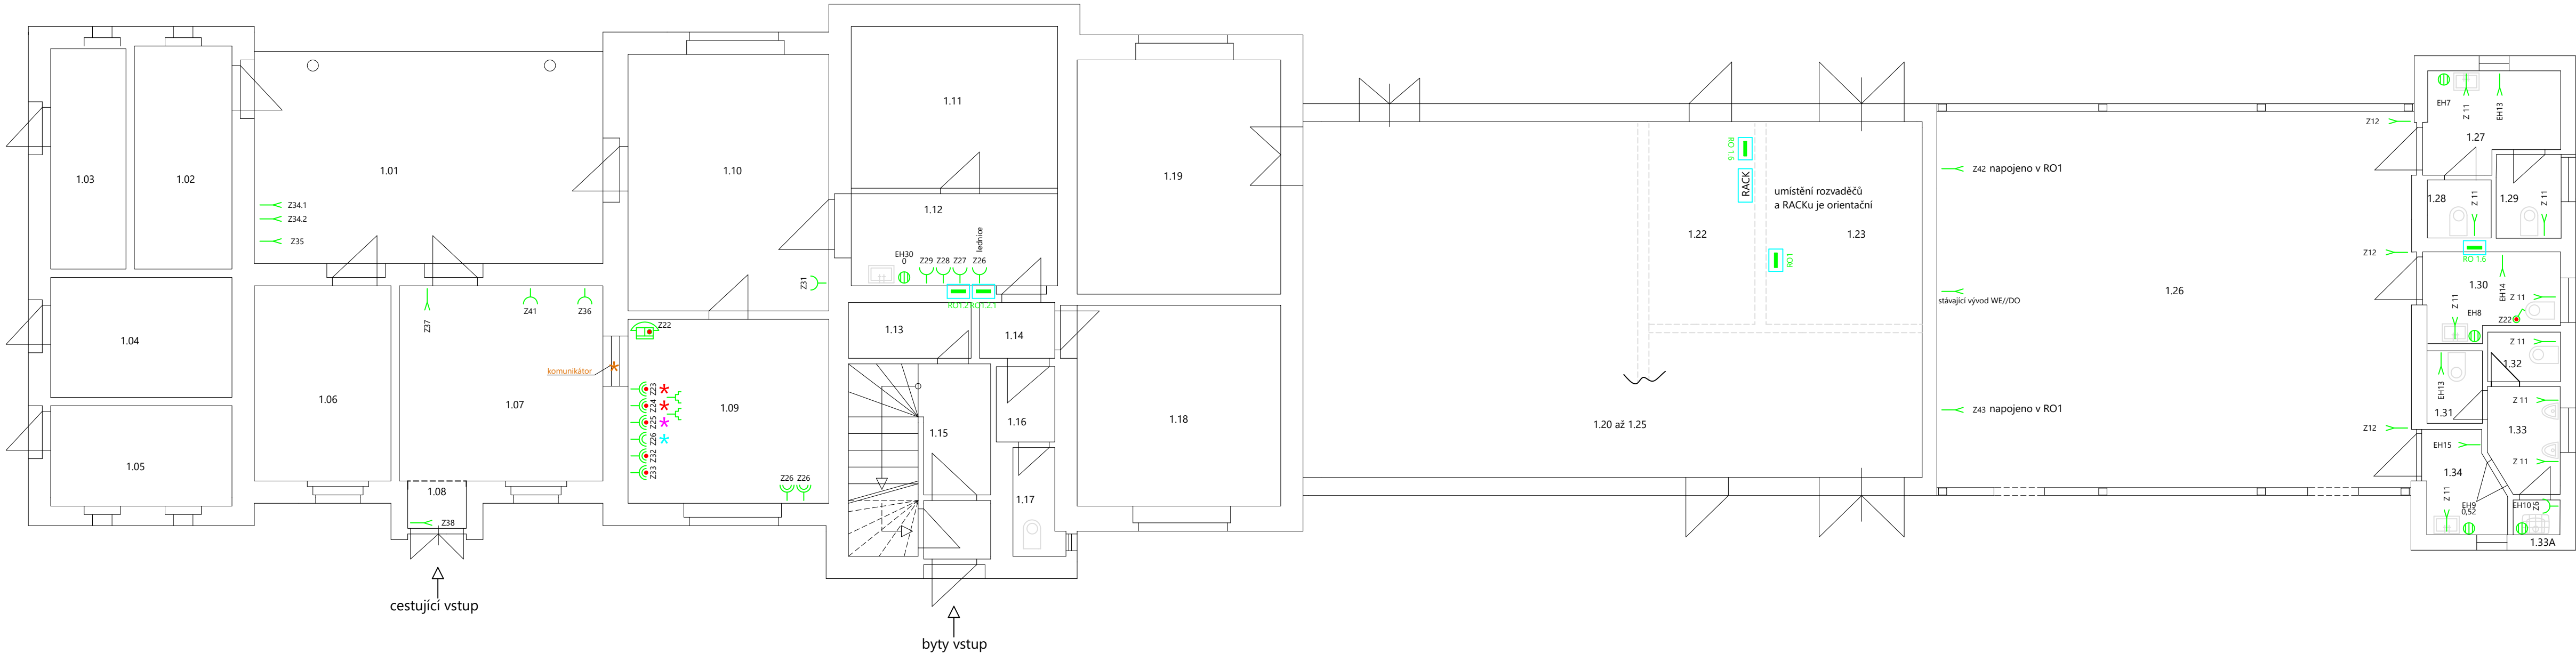 1.03
1.02
1.01
Z34.1
Z34.2
Z35
1.04
1.05
1.06
1.07
Z37
Z41
Z36
1.08
Z38
cestující vstup
komunikátor
1.10
Z31
Z22
Z23
Z24
Z25
Z26
Z32
Z33
1.09
Z26
Z26
1.11
1.12
lednice
EH30
0
Z29
Z28
Z27
Z26
RO1.2.1
1.13
1.14
1.15
1.16
1.17
byty vstup
1.19
1.18
RO 1.6
RACK
umístění rozvaděčů
a RACKu je orientační
1.22
1.23
RO1
1.20 až 1.25
Z42 napojeno v RO1
stávající vývod WE//DO
Z43 napojeno v RO1
1.26
Z12
Z12
Z12
EH7
Z 11
EH13
1.27
1.28
Z 11
1.29
Z 11
RO 1.6
1.30
EH14
Z 11
Z 11
EH8
Z22
Z 11
1.32
EH13
1.31
Z 11
1.33
EH15
Z 11
1.34
Z 11
EH9
0,52
EH10
Z6
1.33A